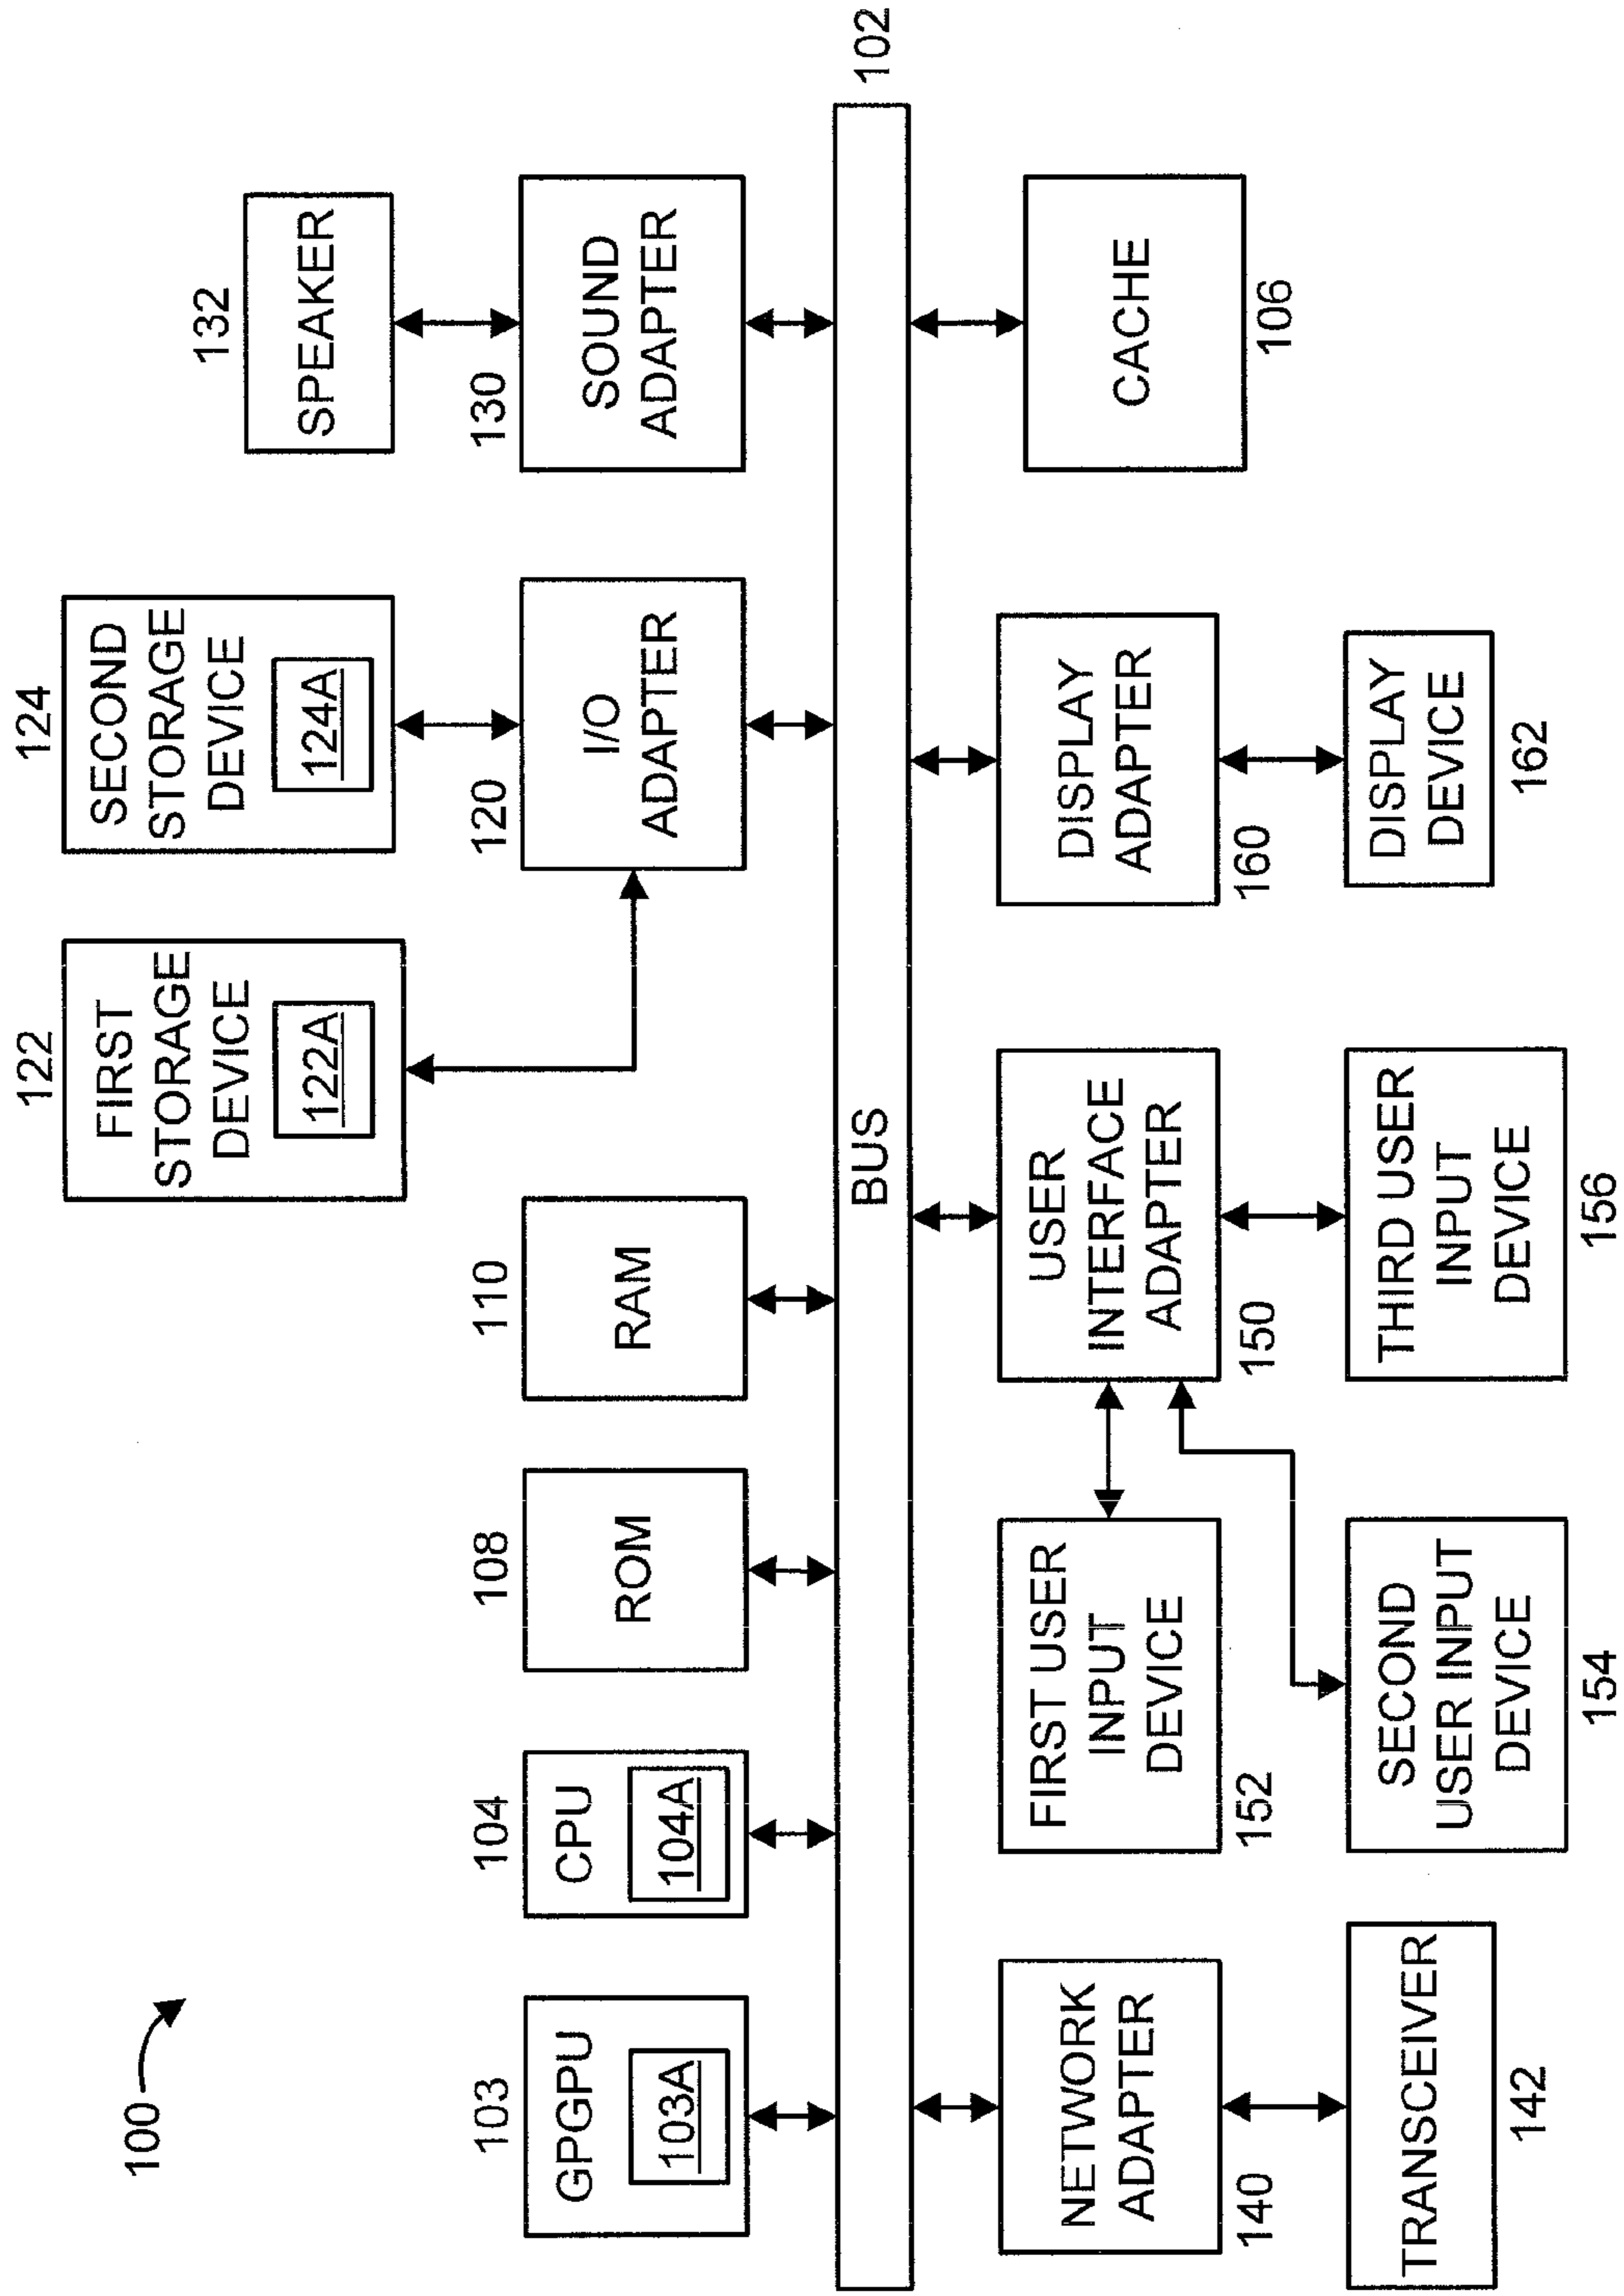 100
122
FIRST
STORAGE
DEVICE
122A
124
SECOND
STORAGE
DEVICE
124A
132
SPEAKER
103
GPGPU
103A
104
CPU
104A
108
ROM
110
RAM
120
I/O
ADAPTER
130
SOUND
ADAPTER
BUS
102
NETWORK
ADAPTER
140
FIRST USER
INPUT
DEVICE
152
USER
INTERFACE
ADAPTER
150
DISPLAY
ADAPTER
160
CACHE
106
TRANSCEIVER
142
SECOND
USER INPUT
DEVICE
154
THIRD USER
INPUT
DEVICE
156
DISPLAY
DEVICE
162